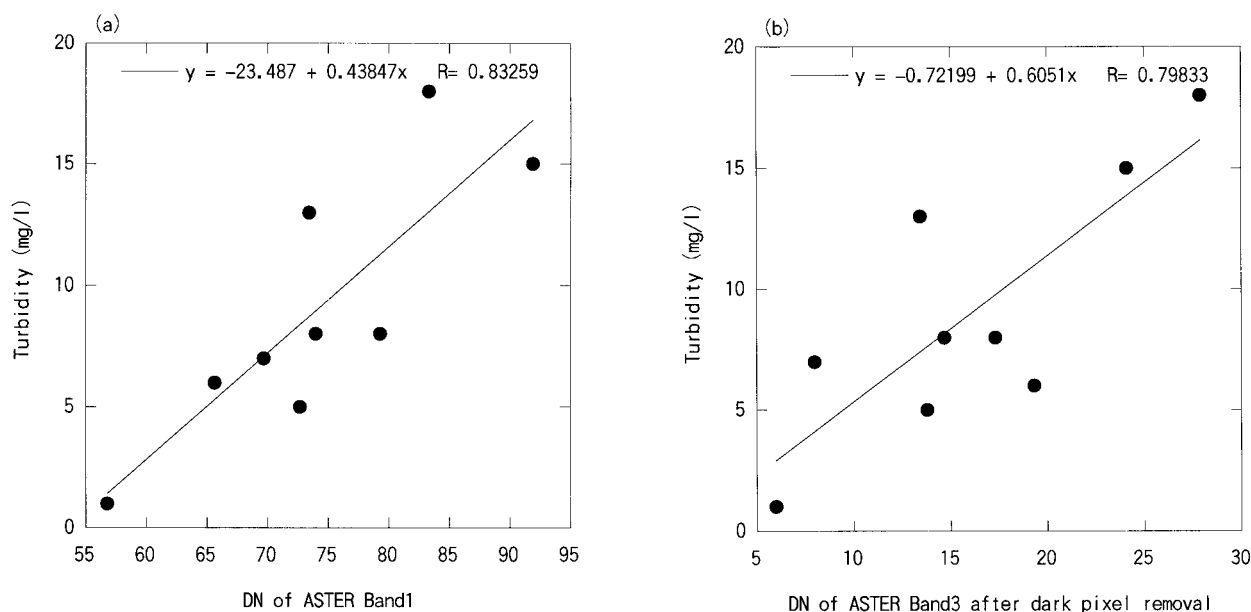 (a)
20
y = -23.487 + 0.43847x R= 0.83259
15
10
5
0
Turbidity (mg/l)
55 60 65 70 75 80 85 90 95
DN of ASTER Band1
(b)
20
y = -0.72199 + 0.6051x R= 0.79833
15
10
5
0
Turbidity (mg/l)
5 10 15 20 25 30
DN of ASTER Band3 after dark pixel removal